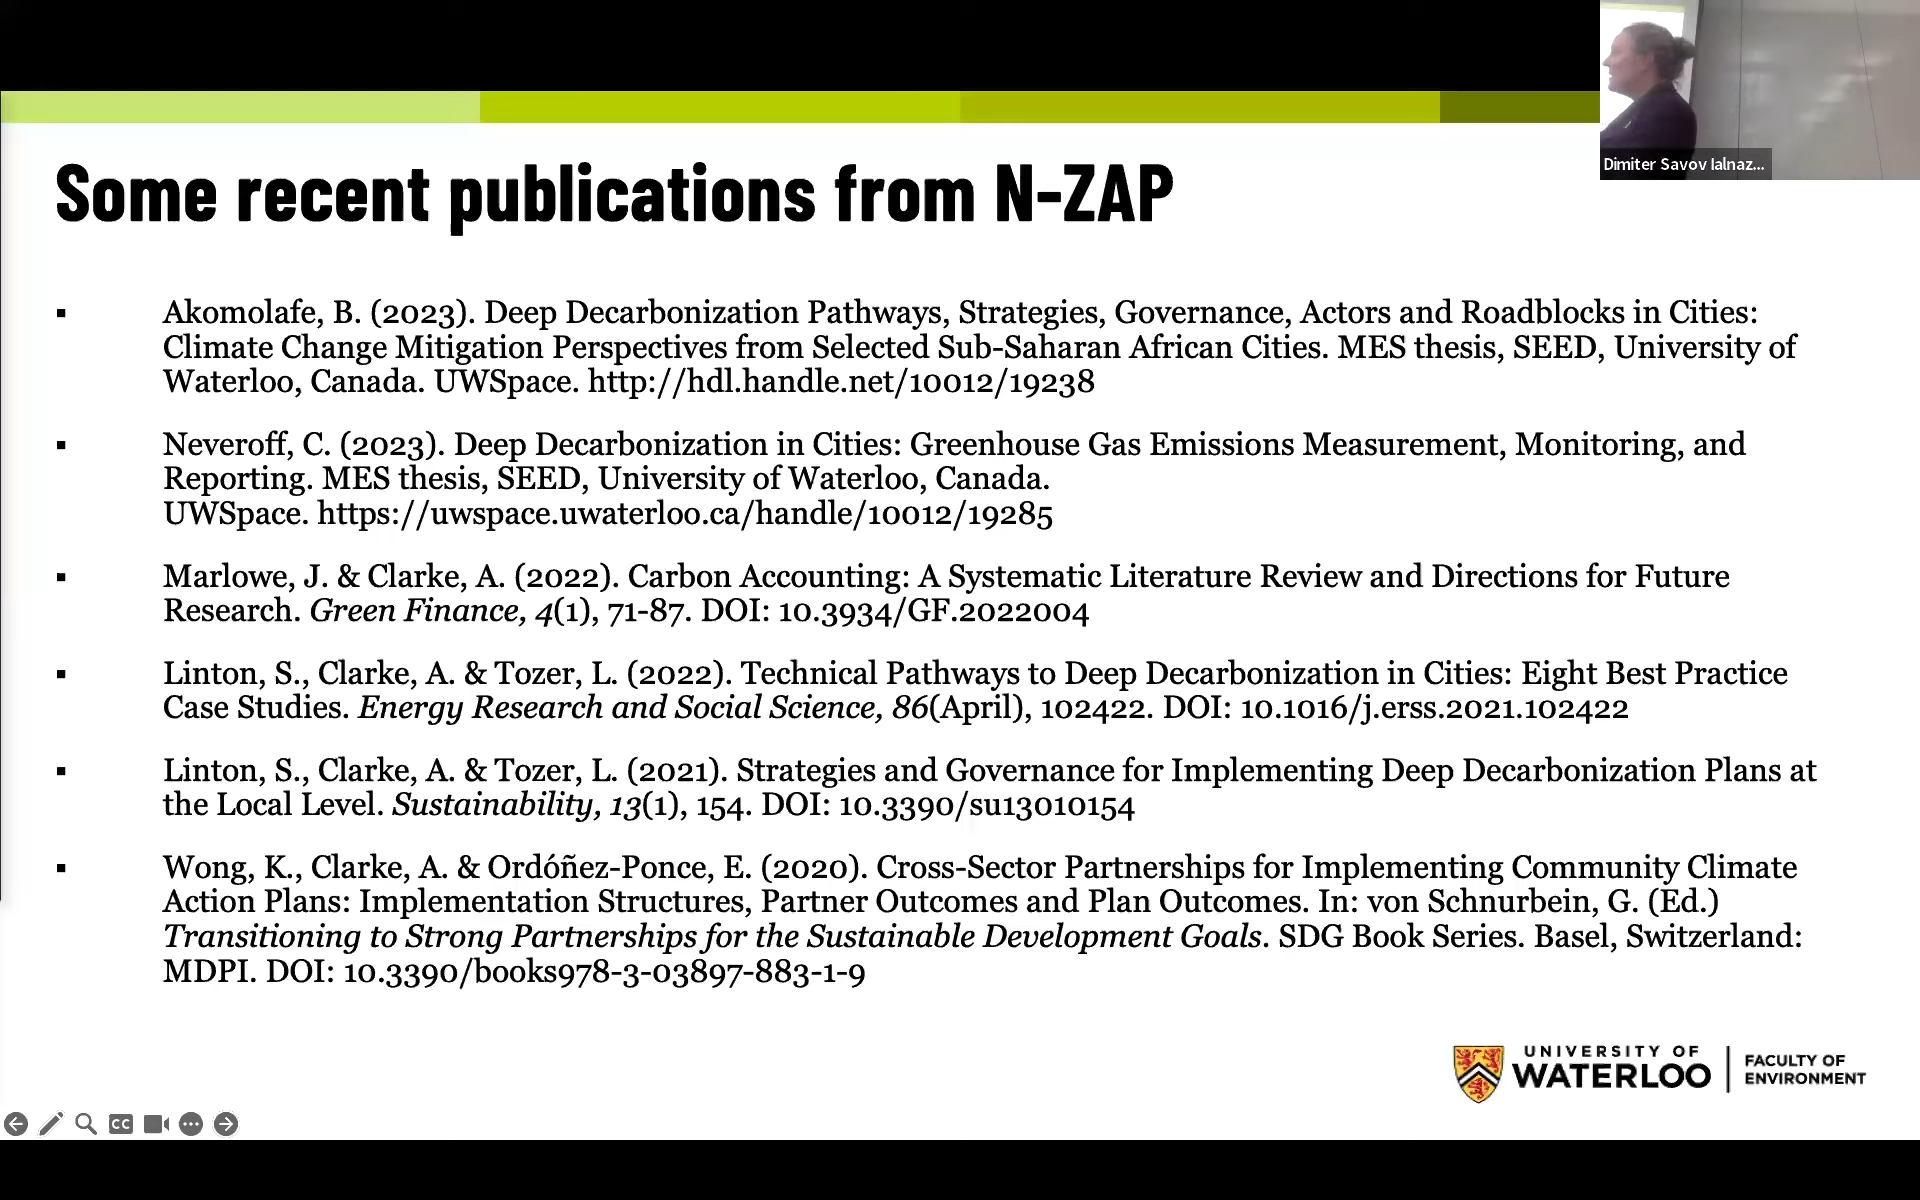 Dimiter Savov Ialnaz...
Some recent publications from N-ZAP
▪ Akomolafe, B. (2023). Deep Decarbonization Pathways, Strategies, Governance, Actors and Roadblocks in Cities:
Climate Change Mitigation Perspectives from Selected Sub-Saharan African Cities. MES thesis, SEED, University of
Waterloo, Canada. UWSpace. http://hdl.handle.net/10012/19238
▪ Neveroff, C. (2023). Deep Decarbonization in Cities: Greenhouse Gas Emissions Measurement, Monitoring, and
Reporting. MES thesis, SEED, University of Waterloo, Canada.
UWSpace. https://uwspace.uwaterloo.ca/handle/10012/19285
▪ Marlowe, J. & Clarke, A. (2022). Carbon Accounting: A Systematic Literature Review and Directions for Future
Research. Green Finance, 4(1), 71-87. DOI: 10.3934/GF.2022004
▪ Linton, S., Clarke, A. & Tozer, L. (2022). Technical Pathways to Deep Decarbonization in Cities: Eight Best Practice
Case Studies. Energy Research and Social Science, 86(April), 102422. DOI: 10.1016/j.erss.2021.102422
▪ Linton, S., Clarke, A. & Tozer, L. (2021). Strategies and Governance for Implementing Deep Decarbonization Plans at
the Local Level. Sustainability, 13(1), 154. DOI: 10.3390/su13010154
▪ Wong, K., Clarke, A. & Ordóñez-Ponce, E. (2020). Cross-Sector Partnerships for Implementing Community Climate
Action Plans: Implementation Structures, Partner Outcomes and Plan Outcomes. In: von Schnurbein, G. (Ed.)
Transitioning to Strong Partnerships for the Sustainable Development Goals. SDG Book Series. Basel, Switzerland:
MDPI. DOI: 10.3390/books978-3-03897-883-1-9
UNIVERSITY OF
WATERLOO
FACULTY OF
ENVIRONMENT
CC